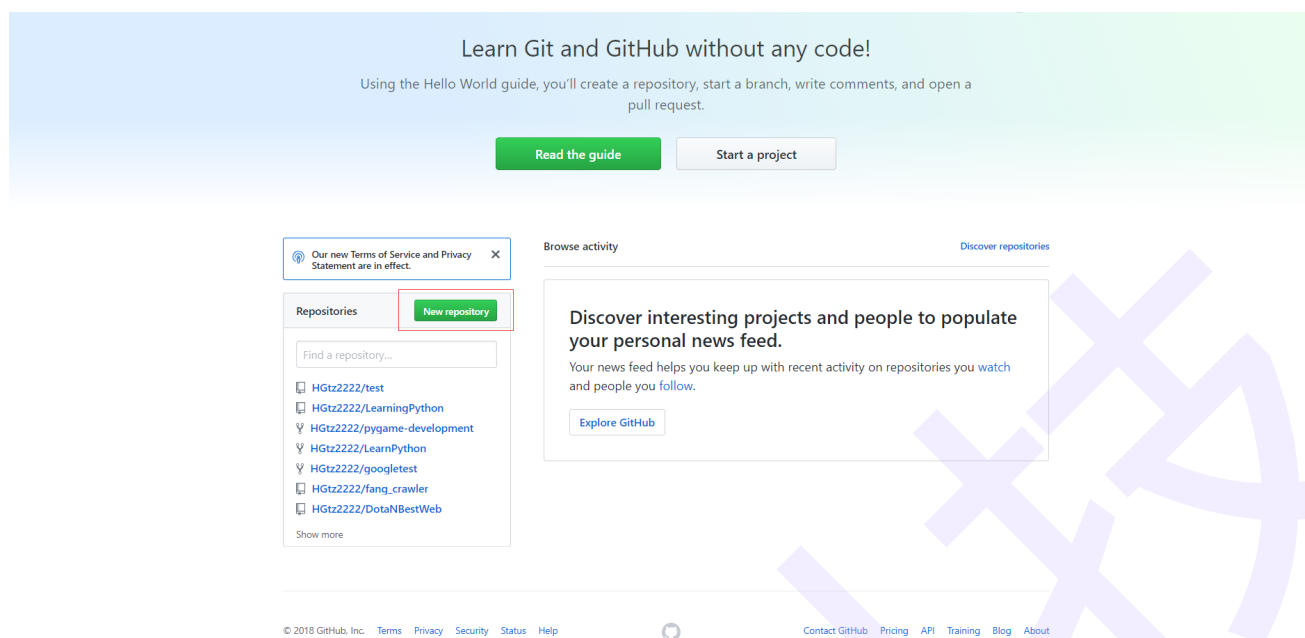 Learn Git and GitHub without any code!
Using the Hello World guide, you'll create a repository, start a branch, write comments, and open a
pull request.
Read the guide
Start a project
Our new Terms of Service and Privacy
Statement are in effect.
Repositories
New repository
Find a repository...
HGtz2222/test
HGtz2222/LearningPython
HGtz2222/pygame-development
HGtz2222/LearnPython
HGtz2222/googletest
HGtz2222/fang_crawler
HGtz2222/DotaNBestWeb
Show more
Browse activity
Discover repositories
Discover interesting projects and people to populate
your personal news feed.
Your news feed helps you keep up with recent activity on repositories you watch
and people you follow.
Explore GitHub
© 2018 GitHub, Inc. Terms Privacy Security Status Help
Contact GitHub Pricing API Training Blog About